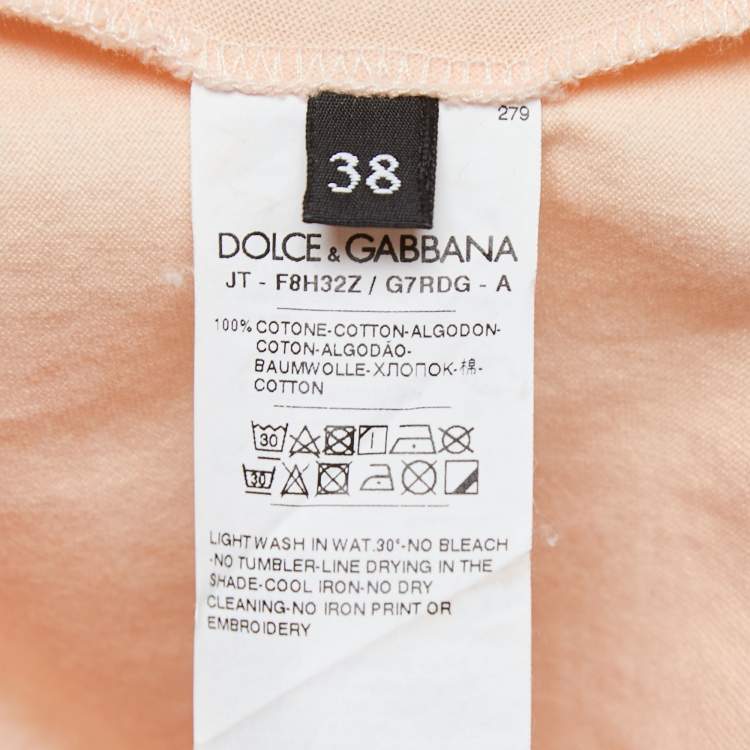 279
38
DOLCE & GABBANA
JT - F8H32Z / G7RDG - A
100% COTONE-COTTON-ALGODON-
COTON-ALGODÃO-
BAUMWOLLE-ХЛОПОК-棉-
COTTON
30
30
LIGHT WASH IN WAT.30°-NO BLEACH
-NO TUMBLER-LINE DRYING IN THE
SHADE-COOL IRON-NO DRY
CLEANING-NO IRON PRINT OR
EMBROIDERY